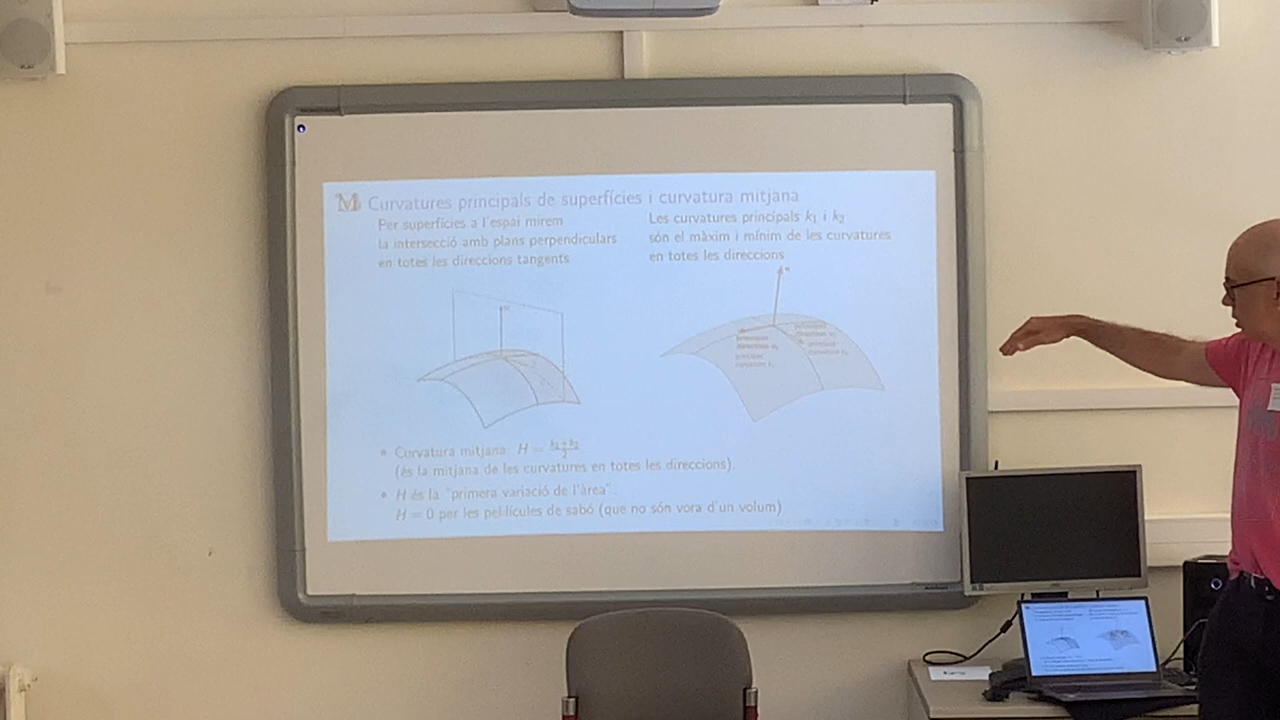 Curvatures principals de superfícies i curvatura mitjana
Per superfícies a l'espai mirem
la intersecció amb plans perpendiculars
en totes les direccions tangents
Les curvatures principals k₁ i k₂
són el màxim i mínim de les curvatures
en totes les direccions
• Curvatura mitjana: H = (k₁+k₂)/2
(és la mitjana de les curvatures en totes les direccions).
• H és la "primera variació de l'àrea".
H = 0 per les pel·lícules de sabó (que no són vora d'un volum)